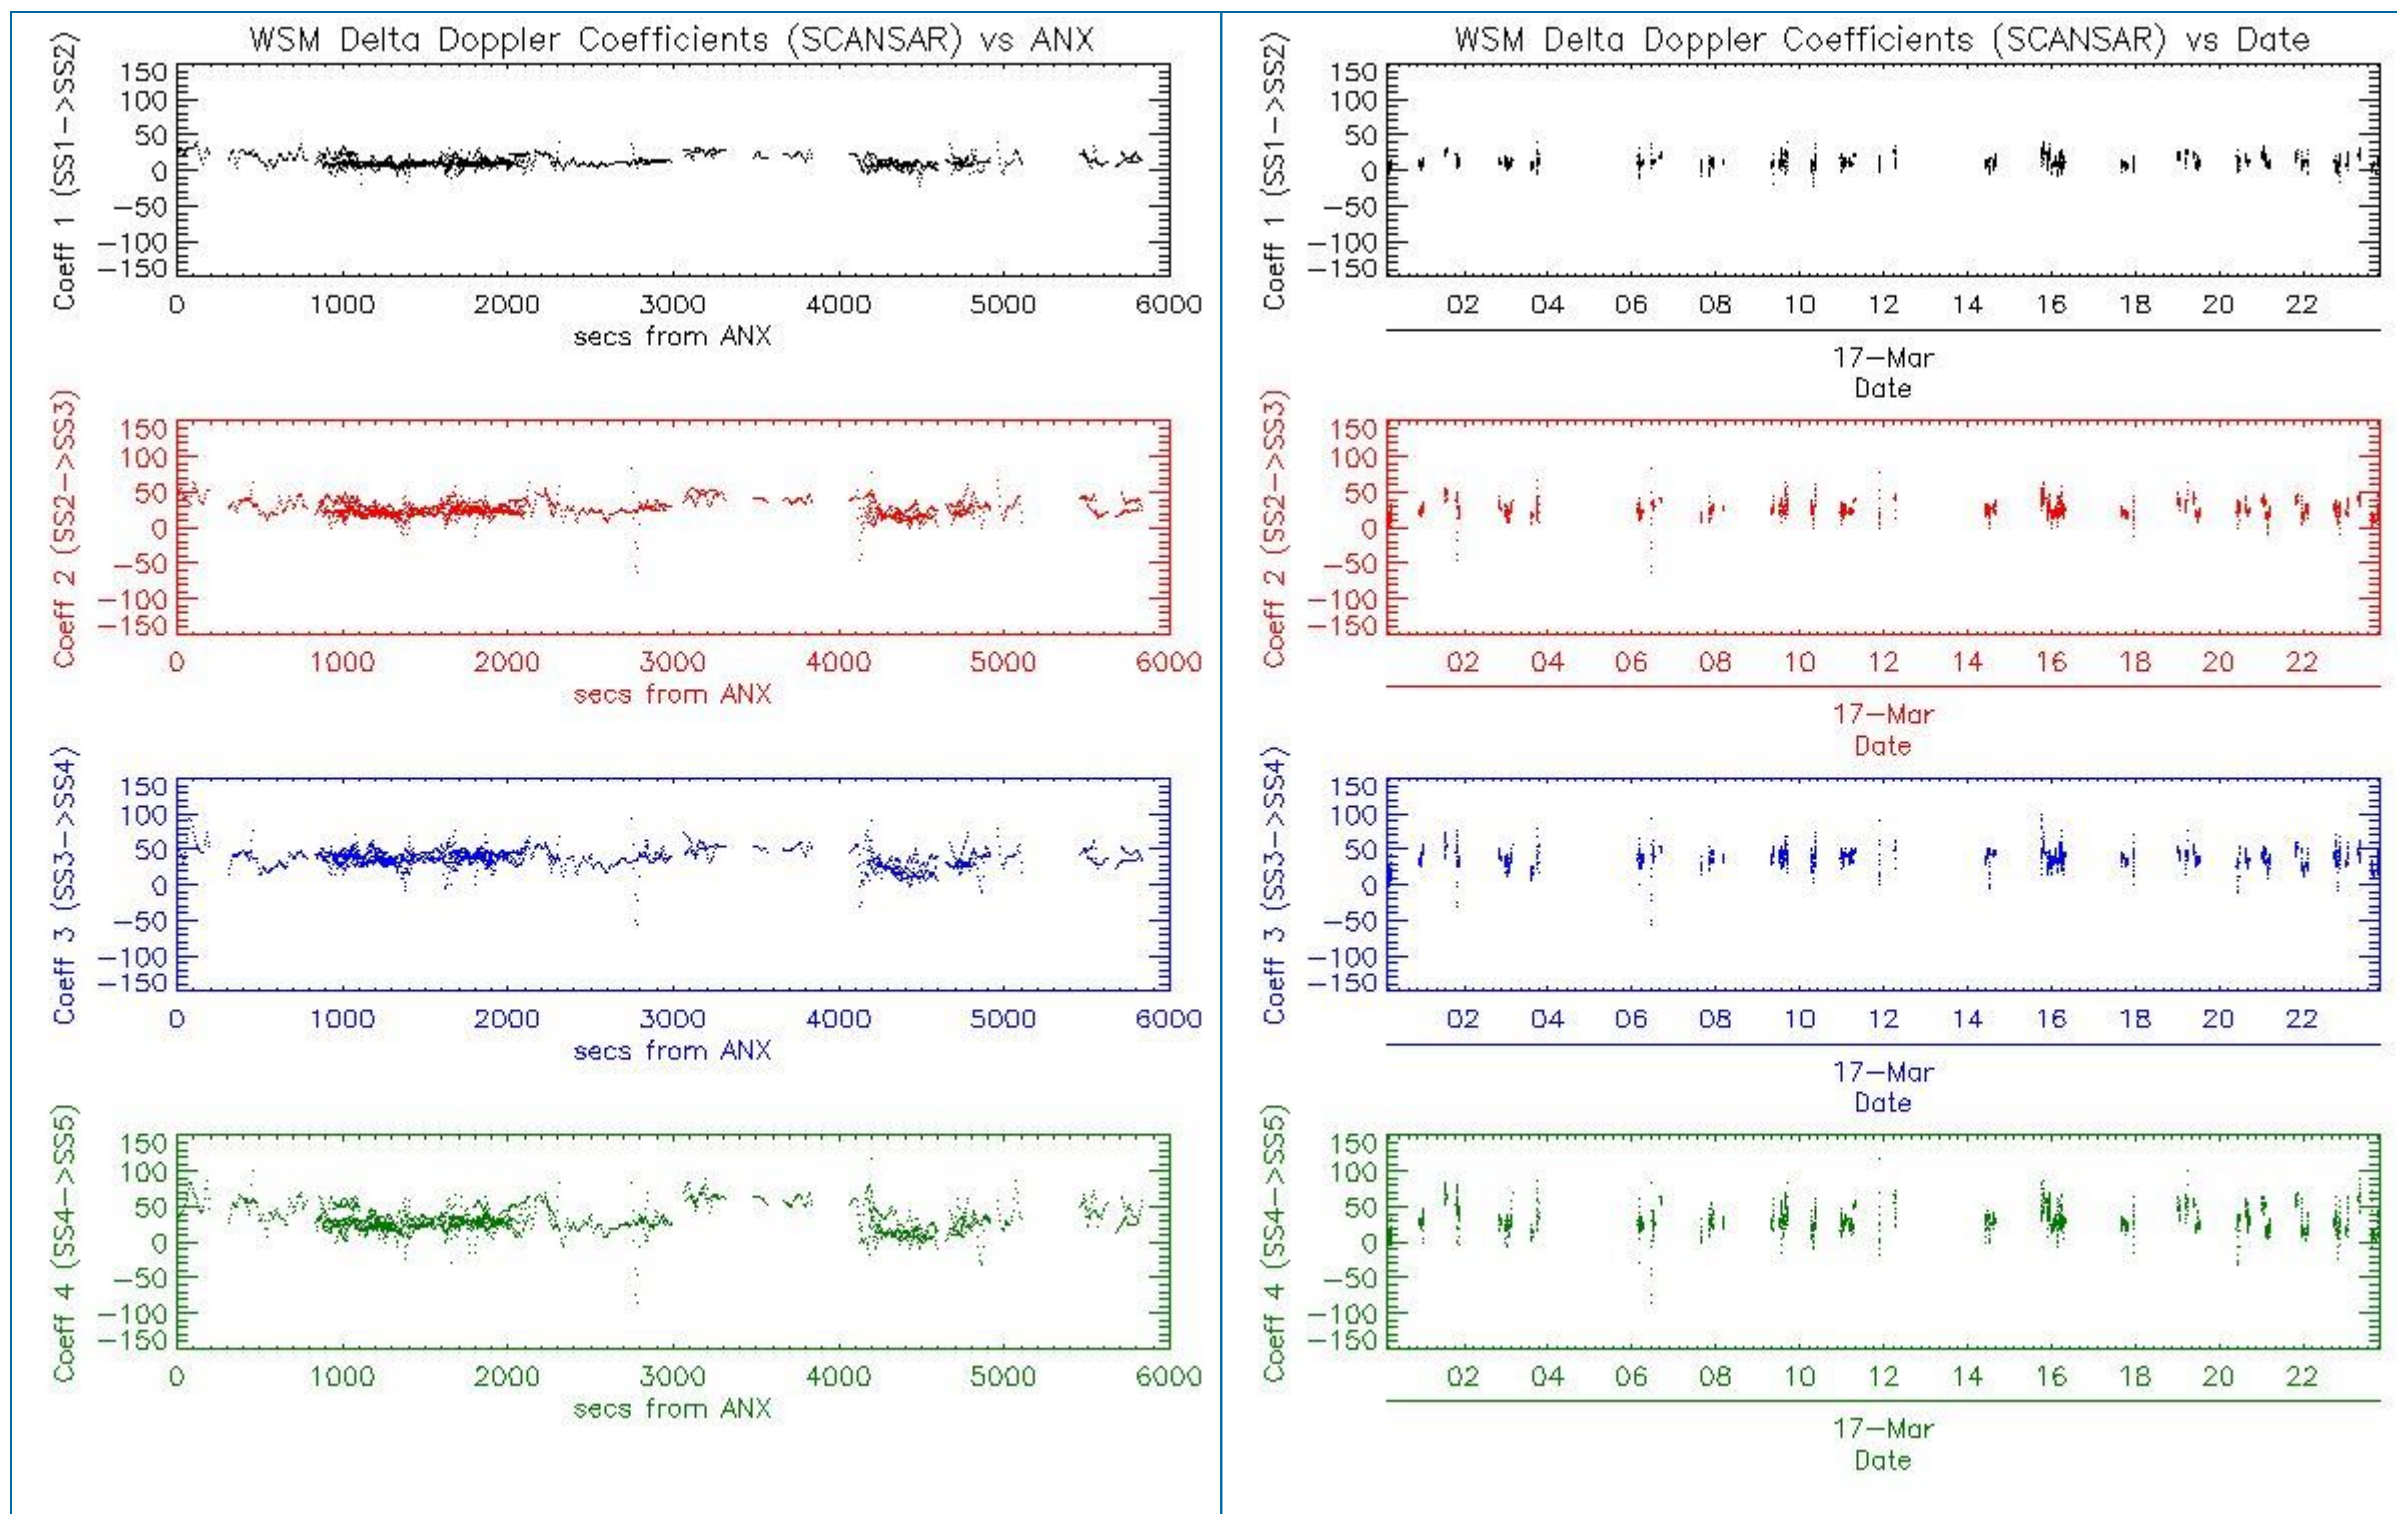 WSM Delta Doppler Coefficients (SCANSAR) vs ANX
Coeff 1 (SS1->SS2)
150
100
50
0
-50
-100
-150
0 1000 2000 3000 4000 5000 6000
secs from ANX
Coeff 2 (SS2->SS3)
150
100
50
0
-50
-100
-150
0 1000 2000 3000 4000 5000 6000
secs from ANX
Coeff 3 (SS3->SS4)
150
100
50
0
-50
-100
-150
0 1000 2000 3000 4000 5000 6000
secs from ANX
Coeff 4 (SS4->SS5)
150
100
50
0
-50
-100
-150
0 1000 2000 3000 4000 5000 6000
secs from ANX
WSM Delta Doppler Coefficients (SCANSAR) vs Date
Coeff 1 (SS1->SS2)
150
100
50
0
-50
-100
-150
02 04 06 08 10 12 14 16 18 20 22
17-Mar
Date
Coeff 2 (SS2->SS3)
150
100
50
0
-50
-100
-150
02 04 06 08 10 12 14 16 18 20 22
17-Mar
Date
Coeff 3 (SS3->SS4)
150
100
50
0
-50
-100
-150
02 04 06 08 10 12 14 16 18 20 22
17-Mar
Date
Coeff 4 (SS4->SS5)
150
100
50
0
-50
-100
-150
02 04 06 08 10 12 14 16 18 20 22
17-Mar
Date